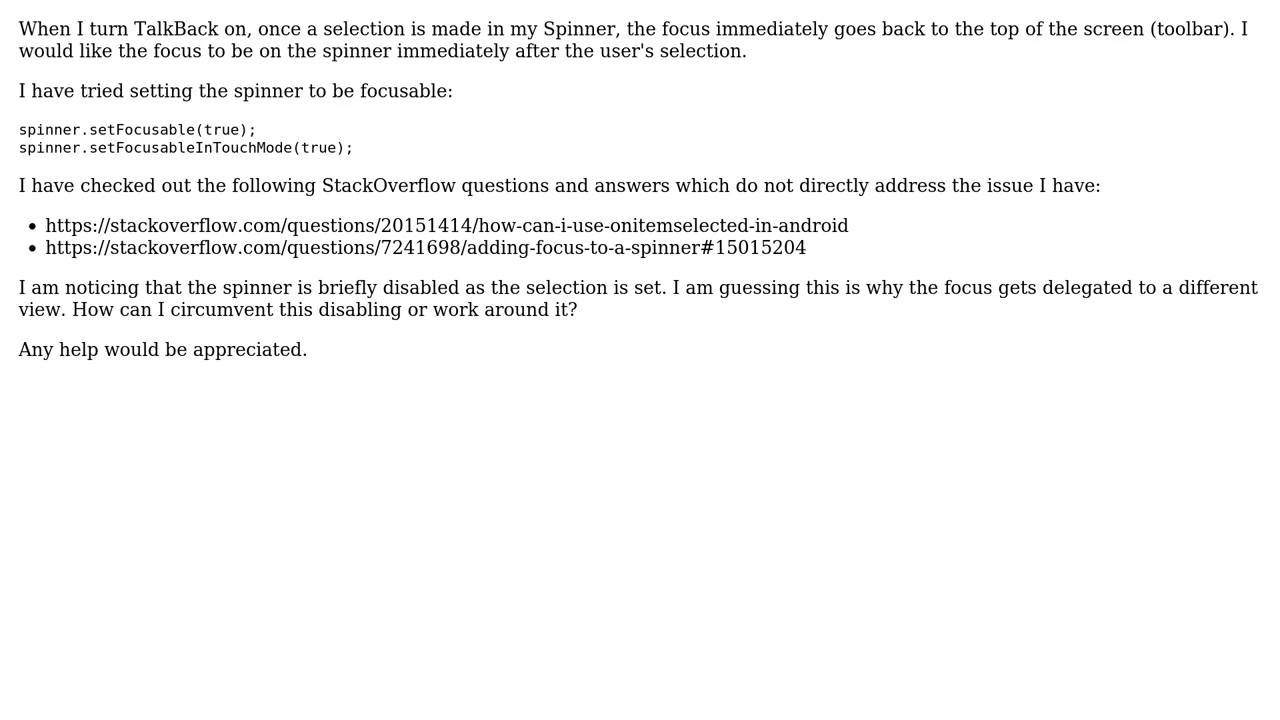 When I turn TalkBack on, once a selection is made in my Spinner, the focus immediately goes back to the top of the screen (toolbar). I
would like the focus to be on the spinner immediately after the user's selection.
I have tried setting the spinner to be focusable:
spinner.setFocusable(true);
spinner.setFocusableInTouchMode(true);
I have checked out the following StackOverflow questions and answers which do not directly address the issue I have:
• https://stackoverflow.com/questions/20151414/how-can-i-use-onitemselected-in-android
• https://stackoverflow.com/questions/7241698/adding-focus-to-a-spinner#15015204
I am noticing that the spinner is briefly disabled as the selection is set. I am guessing this is why the focus gets delegated to a different
view. How can I circumvent this disabling or work around it?
Any help would be appreciated.